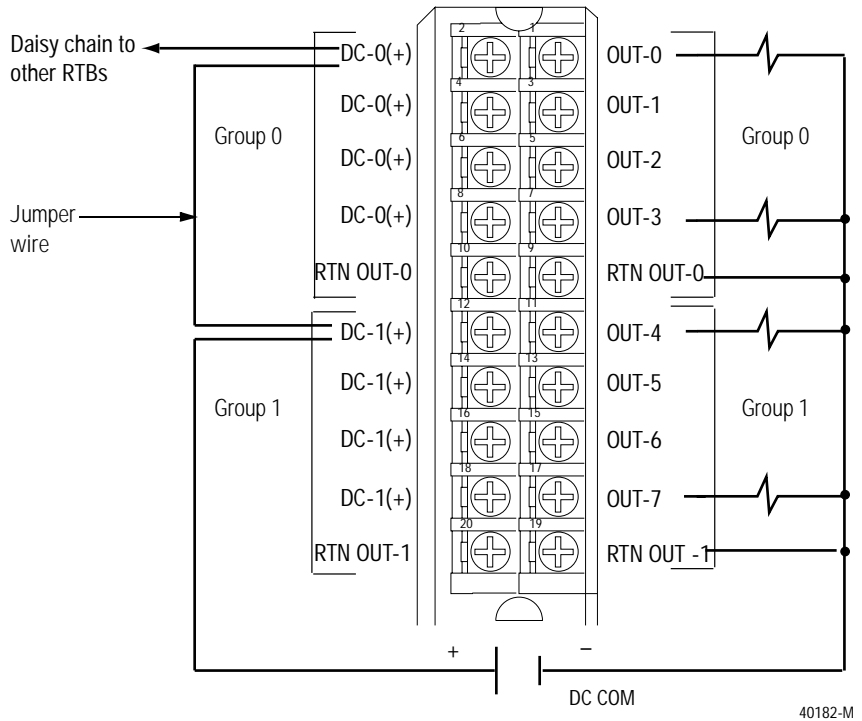 Daisy chain to
other RTBs
DC-0(+)
2
1
OUT-0
DC-0(+)
4
3
OUT-1
Group 0
Group 0
DC-0(+)
6
5
OUT-2
DC-0(+)
8
7
OUT-3
Jumper
wire
RTN OUT-0
10
9
RTN OUT-0
DC-1(+)
12
11
OUT-4
DC-1(+)
14
13
OUT-5
Group 1
Group 1
DC-1(+)
16
15
OUT-6
DC-1(+)
18
17
OUT-7
RTN OUT-1
20
19
RTN OUT -1
+
–
DC COM
40182-M